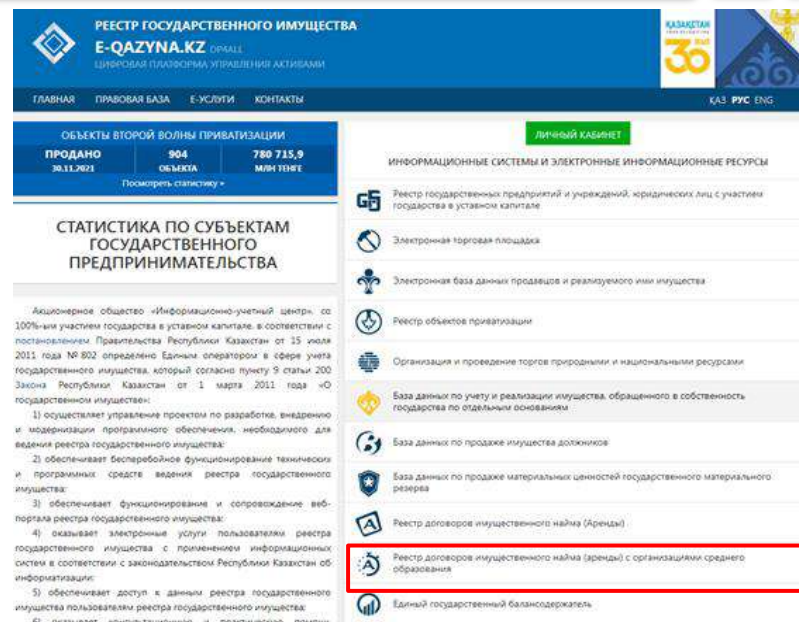 РЕЕСТР ГОСУДАРСТВЕННОГО ИМУЩЕСТВА
E-QAZYNA.KZ DPAALL
ЦИФРОВАЯ ПЛАТФОРМА УПРАВЛЕНИЯ АКТИВАМИ
ҚАЗАҚСТАН
30
ГЛАВНАЯ ПРАВОВАЯ БАЗА Е-УСЛУГИ КОНТАКТЫ
ҚАЗ РУС ENG
ОБЪЕКТЫ ВТОРОЙ ВОЛНЫ ПРИВАТИЗАЦИИ
ПРОДАНО 904 780 715,9
30.11.2021 ОБЪЕКТА МЛН ТЕНГЕ
Посмотреть статистику »
СТАТИСТИКА ПО СУБЪЕКТАМ
ГОСУДАРСТВЕННОГО
ПРЕДПРИНИМАТЕЛЬСТВА
Акционерное общество «Информационно-учетный центр», со
100%-ым участием государства в уставном капитале, в соответствии с
постановлением Правительства Республики Казахстан от 15 июля
2011 года № 802 определено Единым оператором в сфере учета
государственного имущества, который согласно пункту 9 статьи 200
Закона Республики Казахстан от 1 марта 2011 года «О
государственном имуществе»:
1) осуществляет управление проектом по разработке, внедрению
и модернизации программного обеспечения, необходимого для
ведения реестра государственного имущества;
2) обеспечивает бесперебойное функционирование технических
и программных средств ведения реестра государственного
имущества;
3) обеспечивает функционирование и сопровождение веб-
портала реестра государственного имущества;
4) оказывает электронные услуги пользователям реестра
государственного имущества с применением информационных
систем в соответствии с законодательством Республики Казахстан об
информатизации;
5) обеспечивает доступ к данным реестра государственного
имущества пользователям реестра государственного имущества;
ЛИЧНЫЙ КАБИНЕТ
ИНФОРМАЦИОННЫЕ СИСТЕМЫ И ЭЛЕКТРОННЫЕ ИНФОРМАЦИОННЫЕ РЕСУРСЫ
Реестр государственных предприятий и учреждений, юридических лиц с участием
государства в уставном капитале
Электронная торговая площадка
Электронная база данных продавцов и реализуемого ими имущества
Реестр объектов приватизации
Организация и проведение торгов природными и национальными ресурсами
База данных по учету и реализации имущества, обращенного в собственность
государства по отдельным основаниям
База данных по продаже имущества должников
База данных по продаже материальных ценностей государственного материального
резерва
Реестр договоров имущественного найма (Аренды)
Реестр договоров имущественного найма (аренды) с организациями среднего
образования
Единый государственный балансодержатель